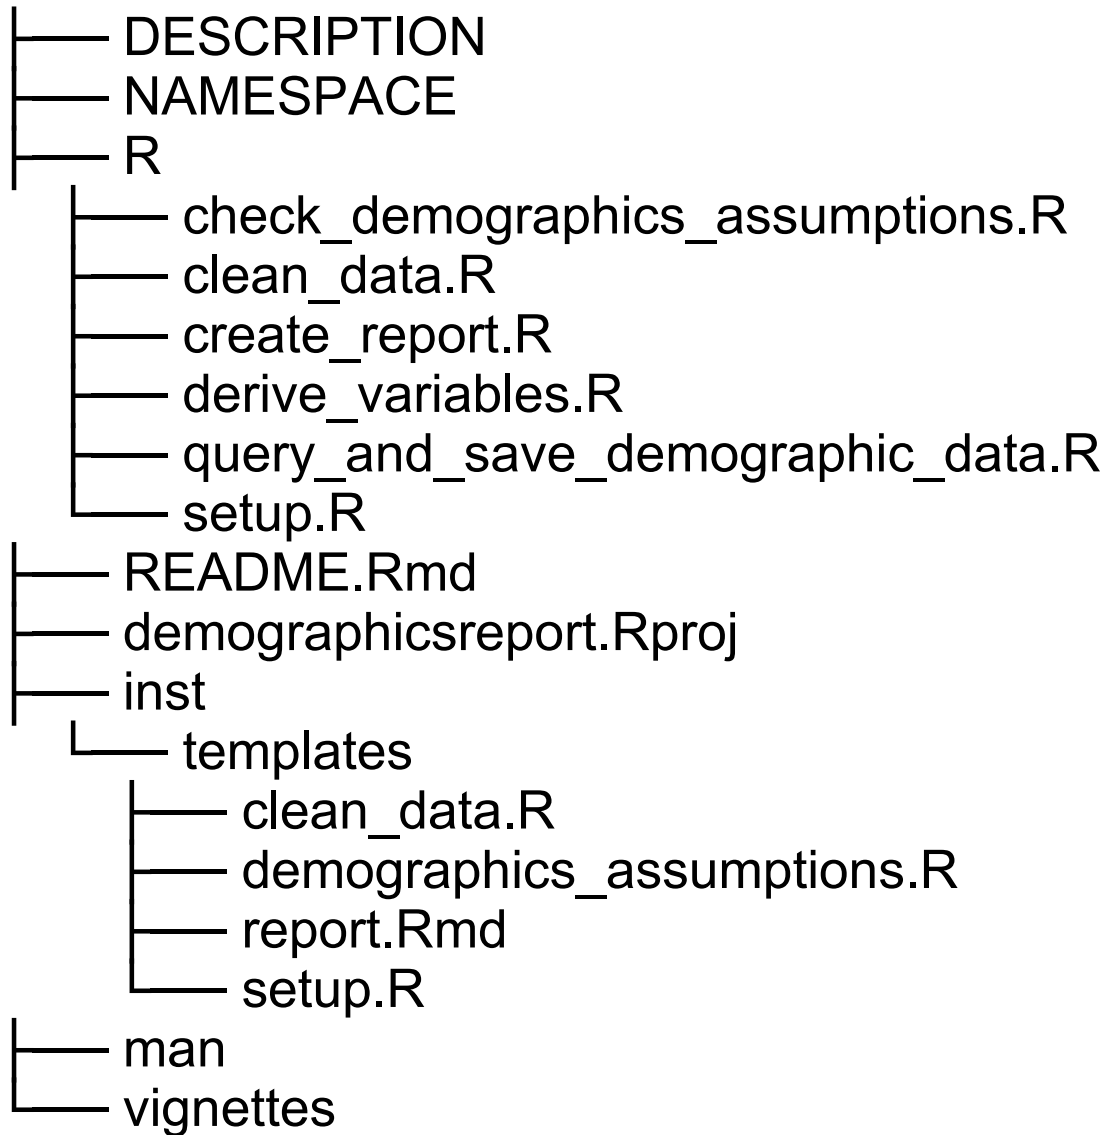 DESCRIPTION
NAMESPACE
R
check_demographics_assumptions.R
clean_data.R
create_report.R
derive_variables.R
query_and_save_demographic_data.R
setup.R
README.Rmd
demographicsreport.Rproj
inst
templates
clean_data.R
demographics_assumptions.R
report.Rmd
setup.R
man
vignettes